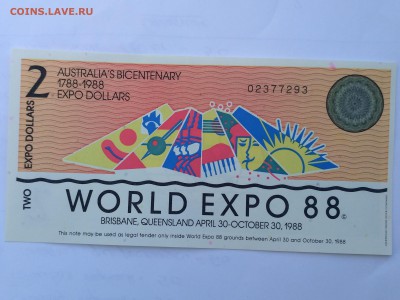 COINS.LAVE.RU
2
TWO EXPO DOLLARS
AUSTRALIA'S BICENTENARY
1788-1988
EXPO DOLLARS
02377293
WORLD EXPO 88©
BRISBANE, QUEENSLAND APRIL 30-OCTOBER 30, 1988
This note may be used as legal tender only inside World Expo 88 grounds between April 30 and October 30, 1988